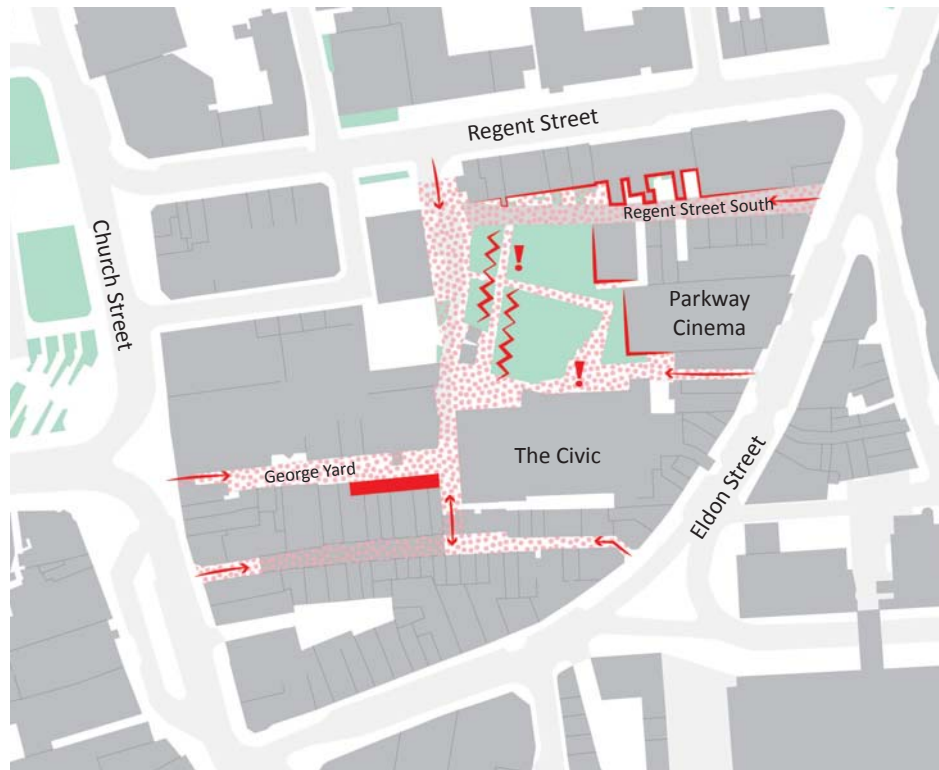 Regent Street
Regent Street South
Church Street
!
Parkway
Cinema
!
The Civic
George Yard
Eldon Street